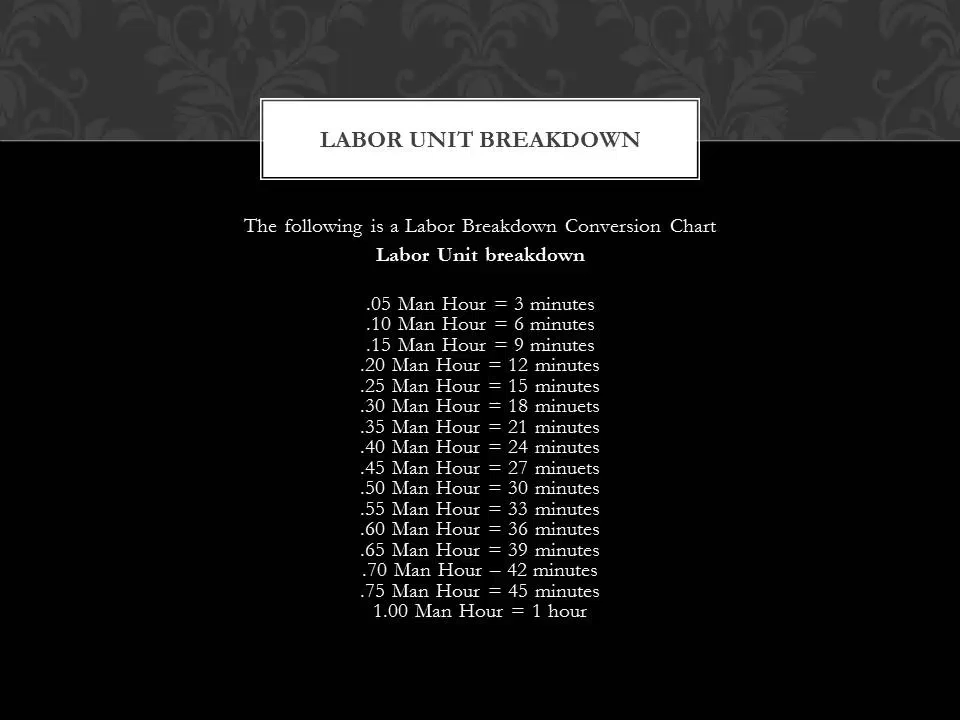 LABOR UNIT BREAKDOWN
The following is a Labor Breakdown Conversion Chart
Labor Unit breakdown
.05 Man Hour = 3 minutes
.10 Man Hour = 6 minutes
.15 Man Hour = 9 minutes
.20 Man Hour = 12 minutes
.25 Man Hour = 15 minutes
.30 Man Hour = 18 minuets
.35 Man Hour = 21 minutes
.40 Man Hour = 24 minutes
.45 Man Hour = 27 minuets
.50 Man Hour = 30 minutes
.55 Man Hour = 33 minutes
.60 Man Hour = 36 minutes
.65 Man Hour = 39 minutes
.70 Man Hour – 42 minutes
.75 Man Hour = 45 minutes
1.00 Man Hour = 1 hour